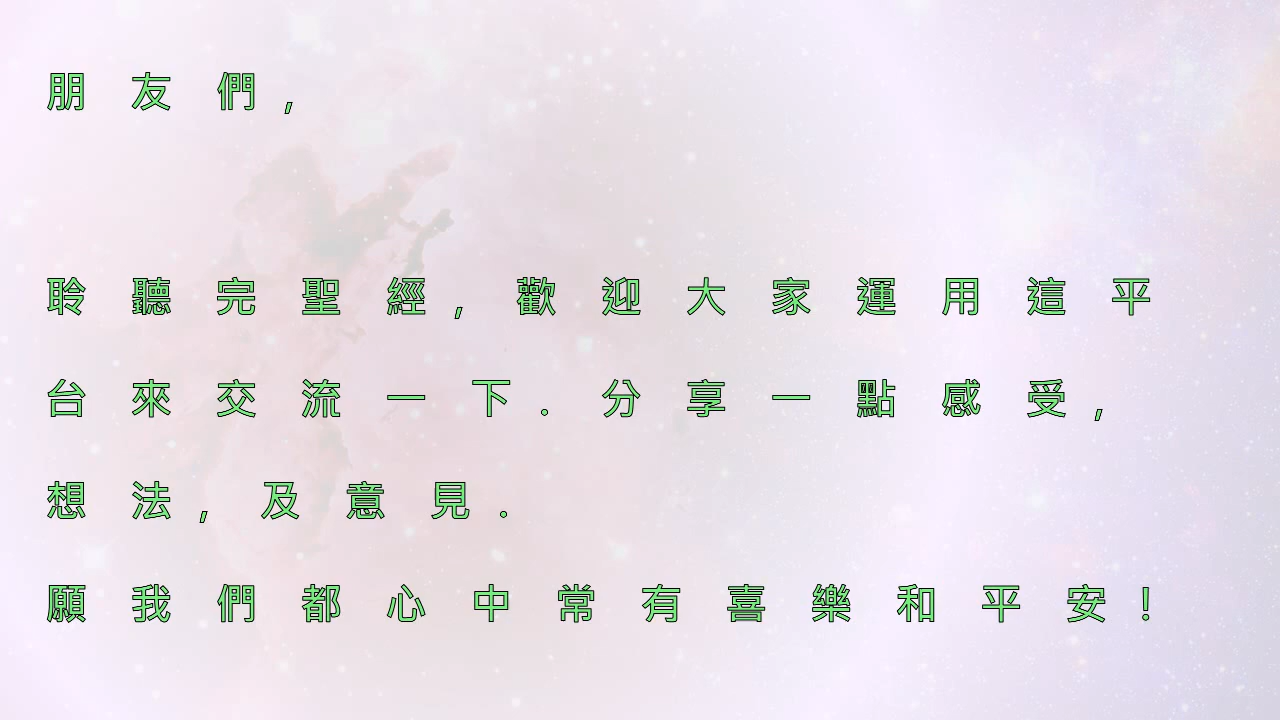 朋友們,
聆聽完聖經, 歡迎大家運用這平
台來交流一下. 分享一點感受,
想法, 及意見.
願我們都心中常有喜樂和平安!